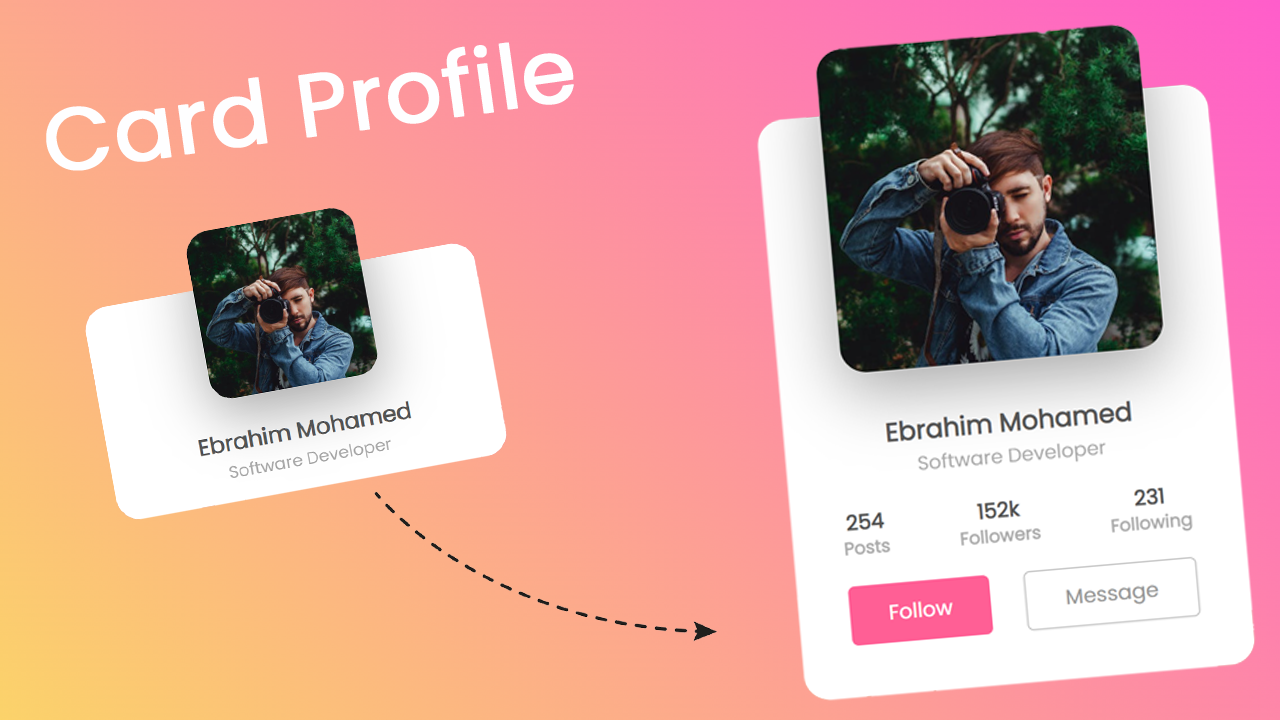 Card Profile
Ebrahim Mohamed
Software Developer
Ebrahim Mohamed
Software Developer
254 152k 231
Posts Followers Following
Follow Message